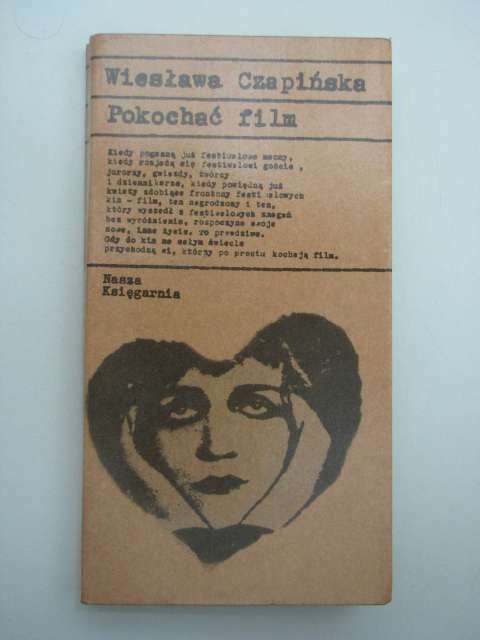 Wiesława Czapińska
Pokochać film
Kiedy pogasną już festiwalowe neony,
kiedy rozjadą się festiwalowi goście ,
jurorzy, gwiazdy, twórcy
i dziennikarze, kiedy powiędną już
kwiaty zdobiące frontony festiwalowych
kin - film, ten nagrodzony i ten,
który wyszedł z festiwalowych zmagań
bez wyróżnienia, rozpoczyna swoje
nowe, inne życie. To prawdziwe.
Gdy do kin na całym świecie
przychodzą ci, którzy po prostu kochają film.
Nasza
Księgarnia